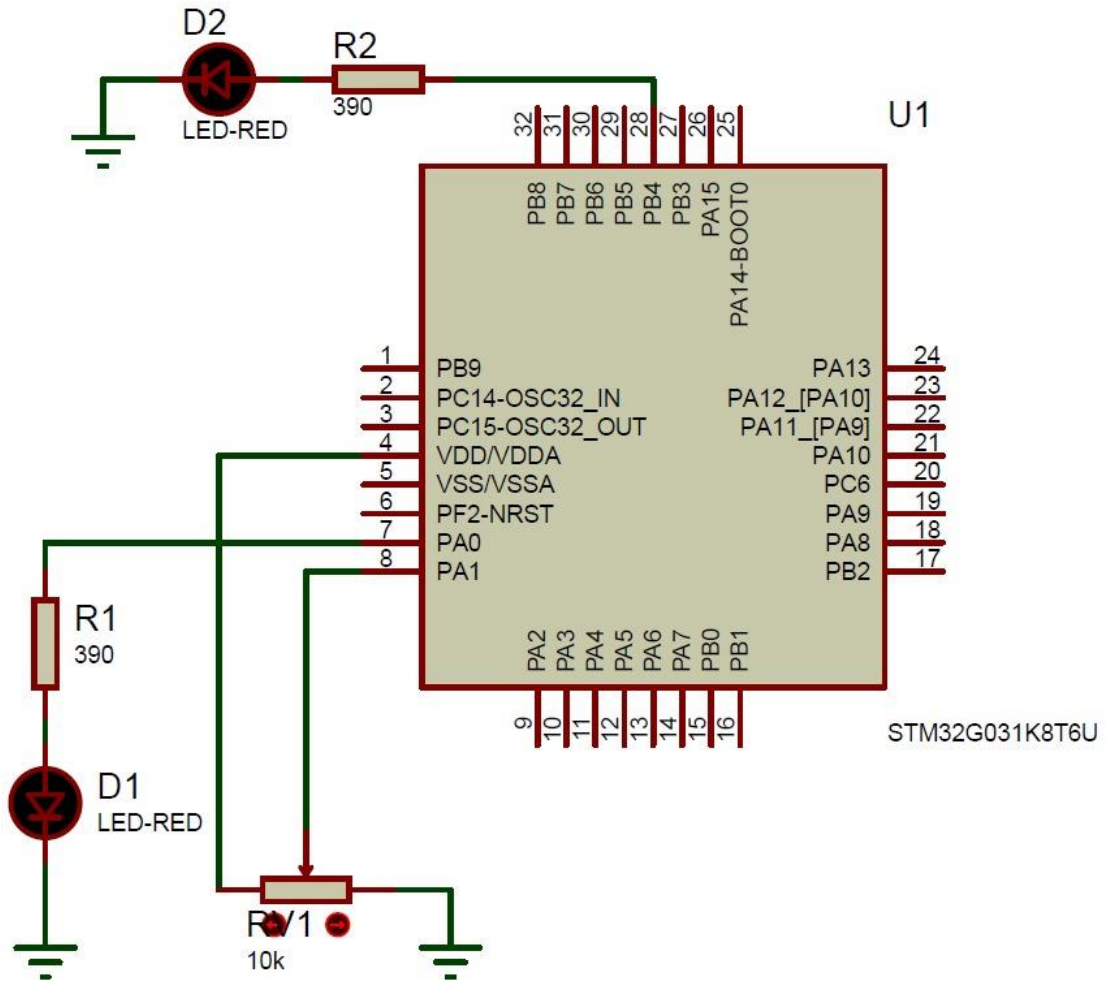 D2
R2
390
LED-RED
U1
32
31
30
29
28
27
26
25
PB8
PB7
PB6
PB5
PB4
PB3
PA15
PA14-BOOT0
1 PB9
2 PC14-OSC32_IN
3 PC15-OSC32_OUT
4 VDD/VDDA
5 VSS/VSSA
6 PF2-NRST
7 PA0
8 PA1
PA13 24
PA12_[PA10] 23
PA11_[PA9] 22
PA10 21
PC6 20
PA9 19
PA8 18
PB2 17
R1
390
PA2
PA3
PA4
PA5
PA6
PA7
PB0
PB1
9
10
11
12
13
14
15
16
STM32G031K8T6U
D1
LED-RED
RV1
10k